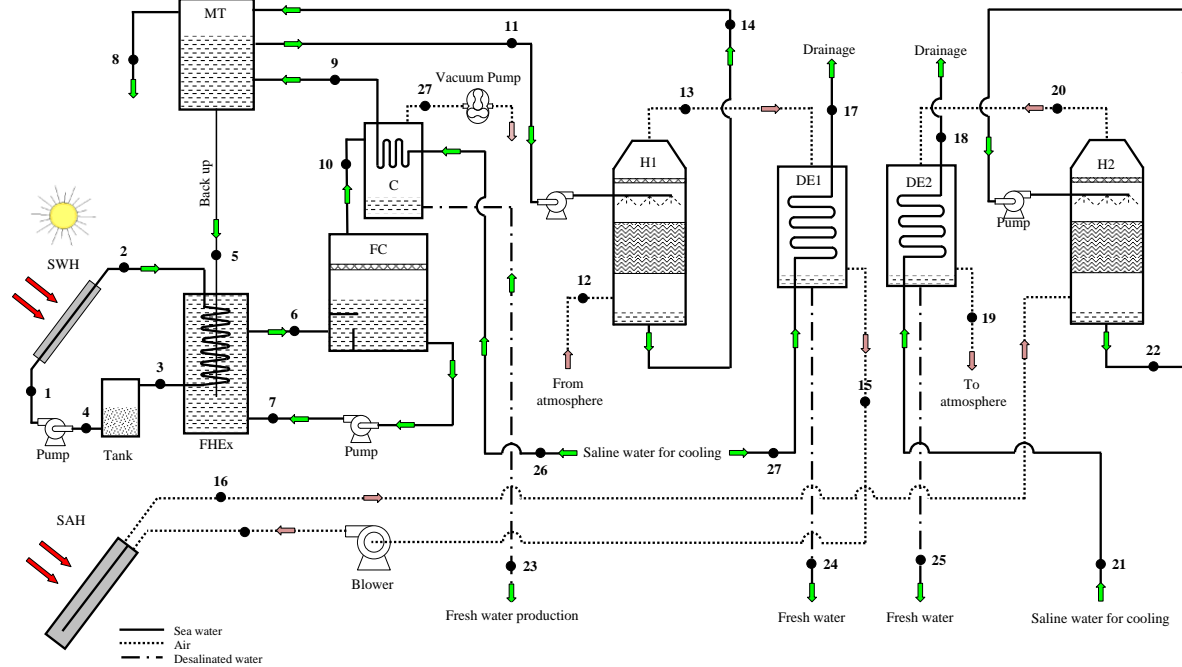 MT
8
11
14
9
Vacuum Pump
27
10
C
13
H1
Drainage
17
Drainage
18
20
H2
DE1
DE2
Pump
Back up
SWH
2
5
FC
12
19
6
3
From
atmosphere
To
atmosphere
22
1
4
7
15
Pump
Tank
FHEx
Pump
26
Saline water for cooling
27
16
SAH
Blower
23
24
25
21
Fresh water production
Fresh water
Fresh water
Saline water for cooling
Sea water
Air
Desalinated water